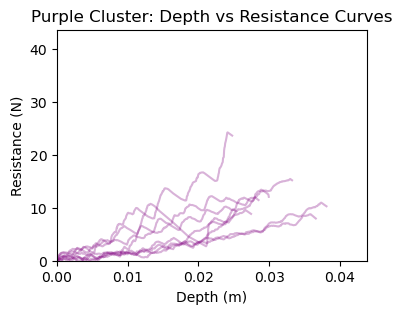 Purple Cluster: Depth vs Resistance Curves
Resistance (N)
40
30
20
10
0
0.00 0.01 0.02 0.03 0.04
Depth (m)